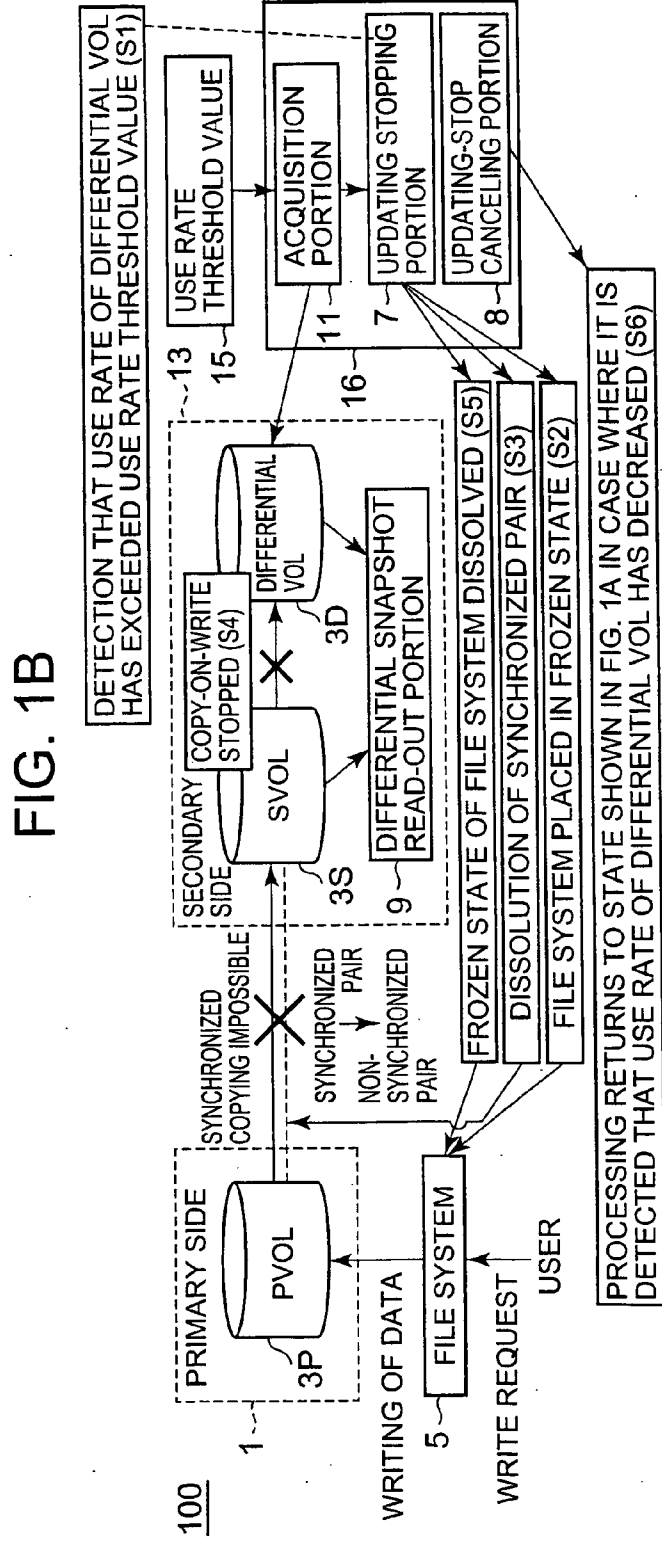 FIG. 1B
100
DETECTION THAT USE RATE OF DIFFERENTIAL VOL
HAS EXCEEDED USE RATE THRESHOLD VALUE (S1)
PRIMARY SIDE
PVOL
3P
1
WRITING OF DATA
FILE SYSTEM
5
WRITE REQUEST
USER
SYNCHRONIZED
COPYING IMPOSSIBLE
SYNCHRONIZED PAIR
NON-
SYNCHRONIZED
PAIR
SECONDARY
SIDE
COPY-ON-WRITE
STOPPED (S4)
SVOL
3S
DIFFERENTIAL
VOL
3D
DIFFERENTIAL SNAPSHOT
READ-OUT PORTION
9
13
USE RATE
THRESHOLD VALUE
15
ACQUISITION
PORTION
11
UPDATING STOPPING
PORTION
7
UPDATING-STOP
CANCELING PORTION
8
16
FROZEN STATE OF FILE SYSTEM DISSOLVED (S5)
DISSOLUTION OF SYNCHRONIZED PAIR (S3)
FILE SYSTEM PLACED IN FROZEN STATE (S2)
PROCESSING RETURNS TO STATE SHOWN IN FIG. 1A IN CASE WHERE IT IS
DETECTED THAT USE RATE OF DIFFERENTIAL VOL HAS DECREASED (S6)